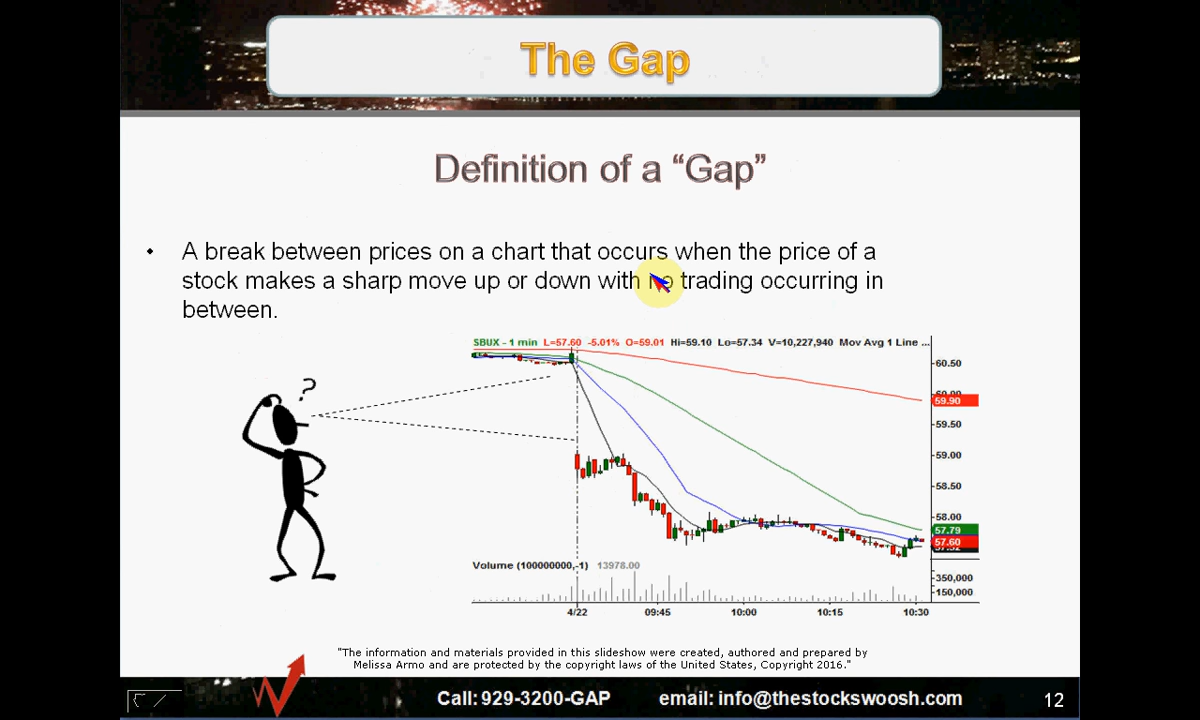 The Gap
Definition of a “Gap”
• A break between prices on a chart that occurs when the price of a
stock makes a sharp move up or down with no trading occurring in
between.
?
SBUX - 1 min L=57.60 -5.01% O=59.01 Hi=59.10 Lo=57.34 V=10,227,940 Mov Avg 1 Line ...
60.50
59.90
59.50
59.00
58.50
58.00
57.79
57.60
Volume (100000000,-1) 13978.00
350,000
150,000
4/22 09:45 10:00 10:15 10:30
"The information and materials provided in this slideshow were created, authored and prepared by
Melissa Armo and are protected by the copyright laws of the United States, Copyright 2016."
Call: 929-3200-GAP email: info@thestockswoosh.com 12